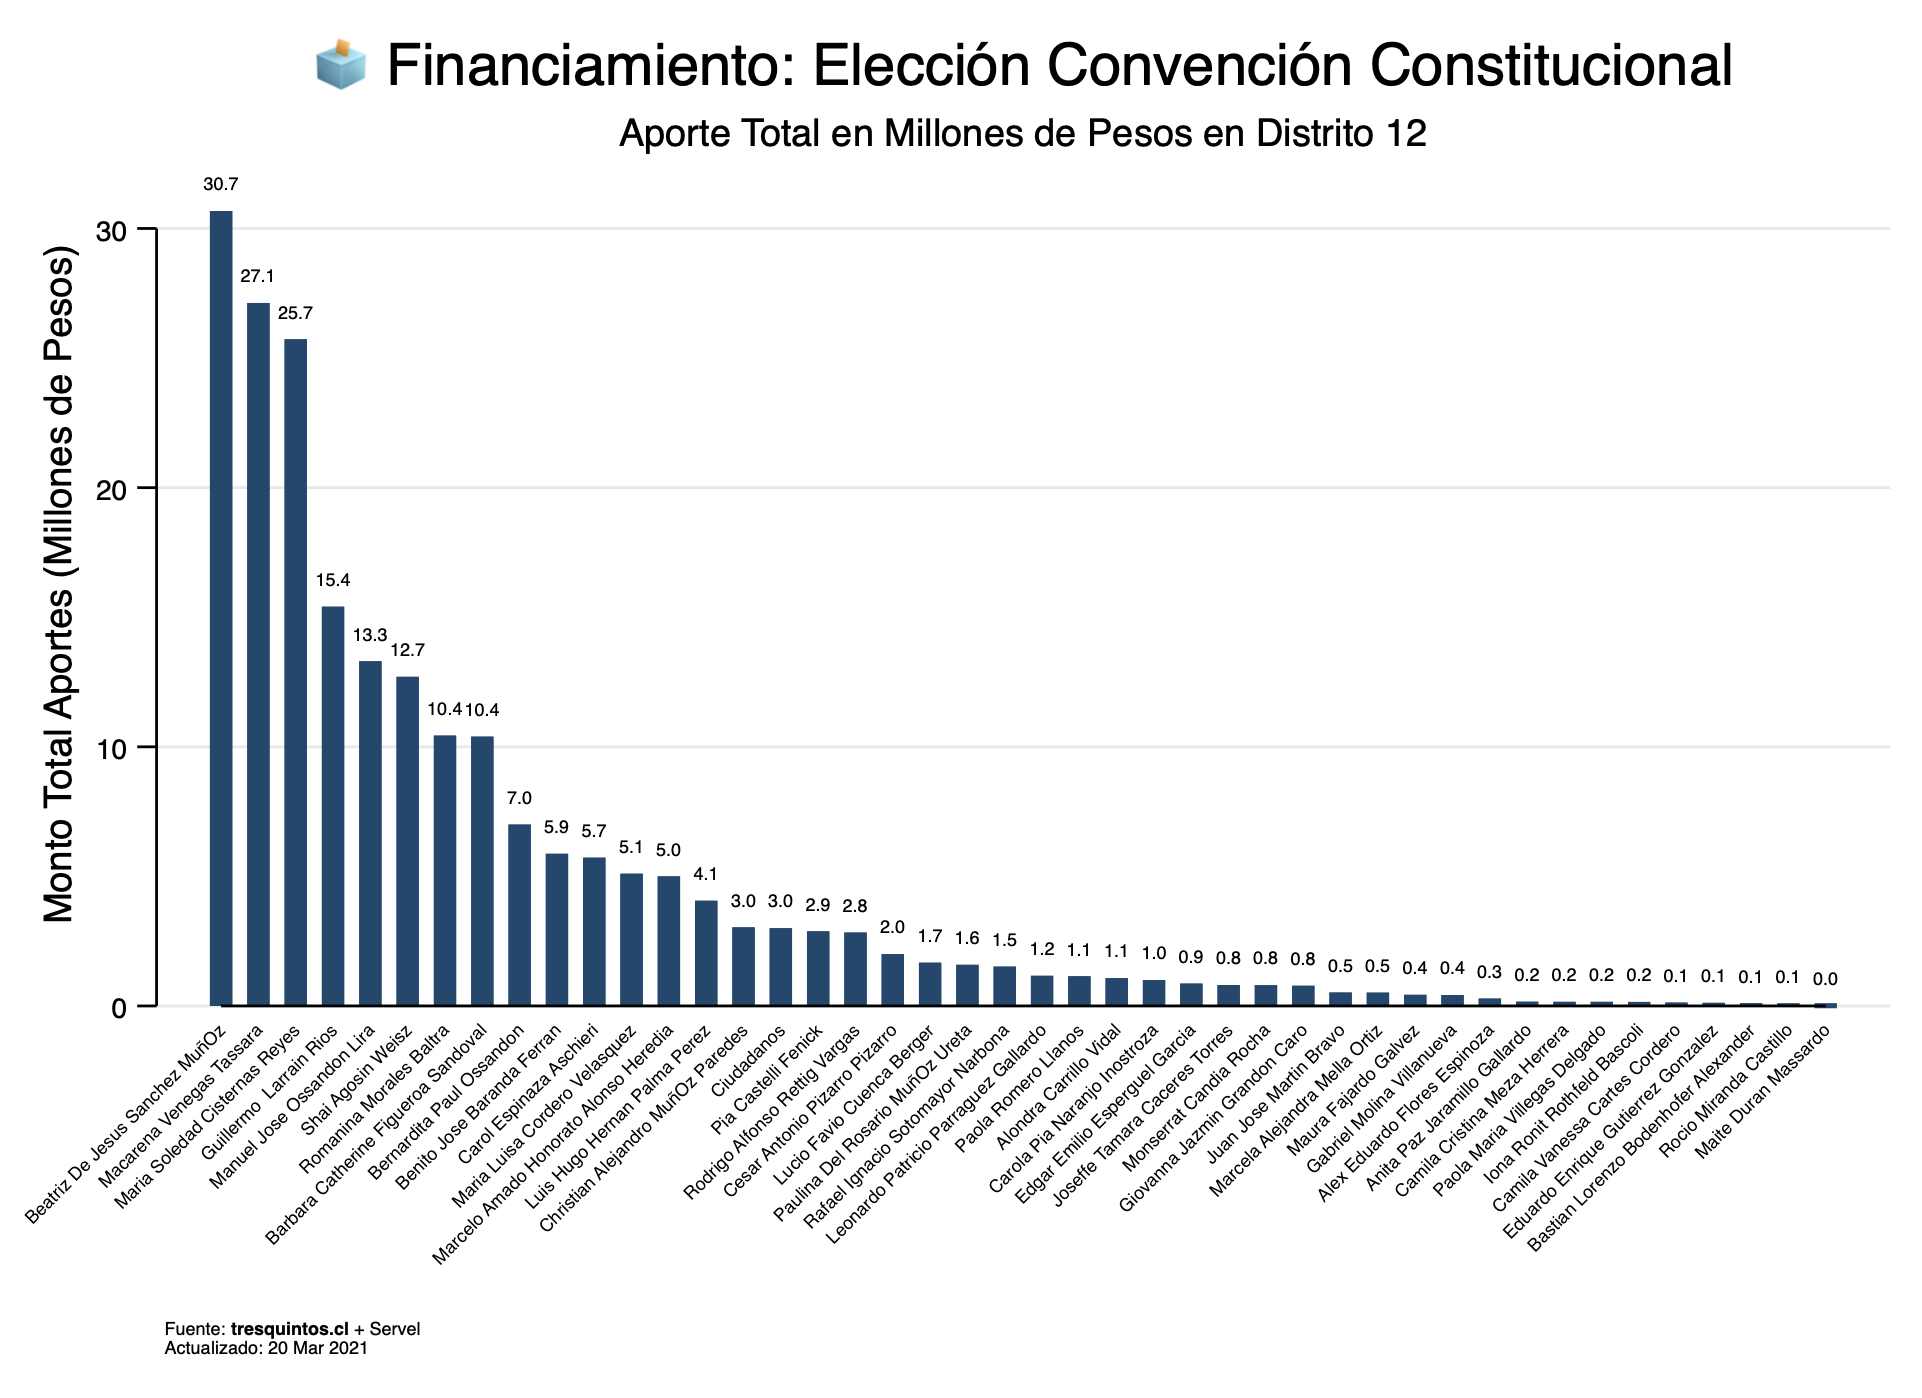 Financiamiento: Elección Convención Constitucional
Aporte Total en Millones de Pesos en Distrito 12
Monto Total Aportes (Millones de Pesos)
30
20
10
0
30.7
27.1
25.7
15.4
13.3
12.7
10.4
10.4
7.0
5.9
5.7
5.1
5.0
4.1
3.0
3.0
2.9
2.8
2.0
1.7
1.6
1.5
1.2
1.1
1.1
1.0
0.9
0.8
0.8
0.8
0.5
0.5
0.4
0.4
0.3
0.2
0.2
0.2
0.2
0.1
0.1
0.1
0.1
0.0
Beatriz De Jesus Sanchez MuñOz
Macarena Venegas Tassara
Maria Soledad Cisternas Reyes
Guillermo Larrain Rios
Manuel Jose Ossandon Lira
Shai Agosin Weisz
Romanina Morales Baltra
Barbara Catherine Figueroa Sandoval
Bernardita Paul Ossandon
Benito Jose Baranda Ferran
Carol Espinaza Aschieri
Maria Luisa Cordero Velasquez
Marcelo Amado Honorato Alonso Heredia
Luis Hugo Hernan Palma Perez
Christian Alejandro MuñOz Paredes
Ciudadanos
Pia Castelli Fenick
Rodrigo Alfonso Rettig Vargas
Cesar Antonio Pizarro Pizarro
Lucio Favio Cuenca Berger
Paulina Del Rosario MuñOz Ureta
Rafael Ignacio Sotomayor Narbona
Leonardo Patricio Parraguez Gallardo
Paola Romero Llanos
Alondra Carrillo Vidal
Carola Pia Naranjo Inostroza
Edgar Emilio Esperguel Garcia
Joseffe Tamara Caceres Torres
Monserrat Candia Rocha
Giovanna Jazmin Grandon Caro
Juan Jose Martin Bravo
Marcela Alejandra Mella Ortiz
Maura Fajardo Galvez
Gabriel Molina Villanueva
Alex Eduardo Flores Espinoza
Anita Paz Jaramillo Gallardo
Camila Cristina Meza Herrera
Paola Maria Villegas Delgado
Iona Ronit Rothfeld Bascoli
Camila Vanessa Cartes Cordero
Eduardo Enrique Gutierrez Gonzalez
Bastian Lorenzo Bodenhofer Alexander
Rocio Miranda Castillo
Maite Duran Massardo
Fuente: tresquintos.cl + Servel
Actualizado: 20 Mar 2021